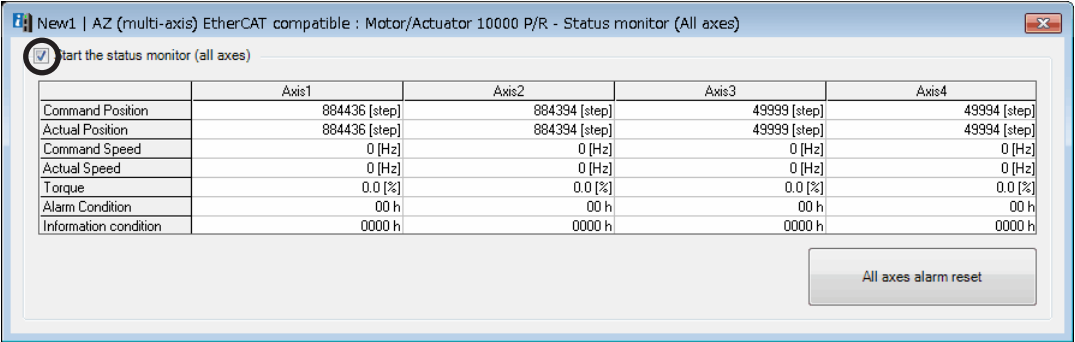 New1 | AZ (multi-axis) EtherCAT compatible : Motor/Actuator 10000 P/R - Status monitor (All axes)
Start the status monitor (all axes)
Axis1 Axis2 Axis3 Axis4
Command Position 884436 [step] 884394 [step] 49999 [step] 49994 [step]
Actual Position 884436 [step] 884394 [step] 49999 [step] 49994 [step]
Command Speed 0 [Hz] 0 [Hz] 0 [Hz] 0 [Hz]
Actual Speed 0 [Hz] 0 [Hz] 0 [Hz] 0 [Hz]
Torque 0.0 [%] 0.0 [%] 0.0 [%] 0.0 [%]
Alarm Condition 00 h 00 h 00 h 00 h
Information condition 0000 h 0000 h 0000 h 0000 h
All axes alarm reset